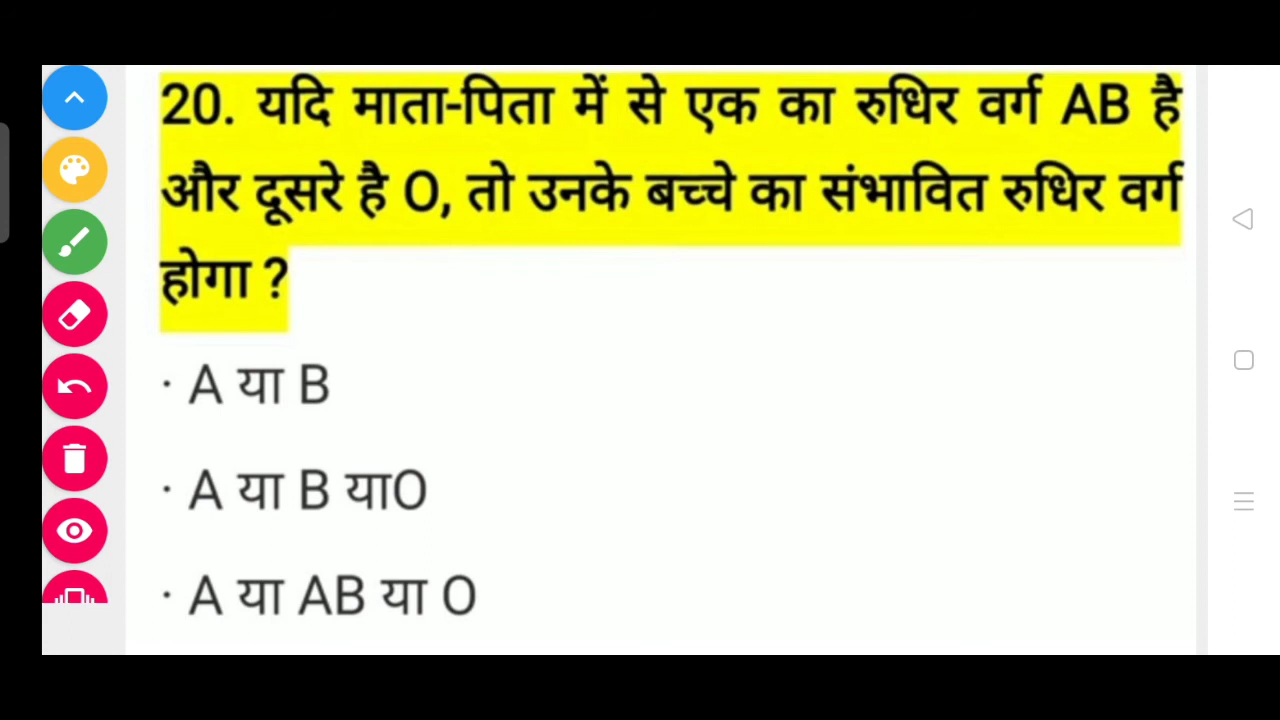 20. यदि माता-पिता में से एक का रुधिर वर्ग AB है
और दूसरे है O, तो उनके बच्चे का संभावित रुधिर वर्ग
होगा ?
· A या B
· A या B याO
· A या AB या O